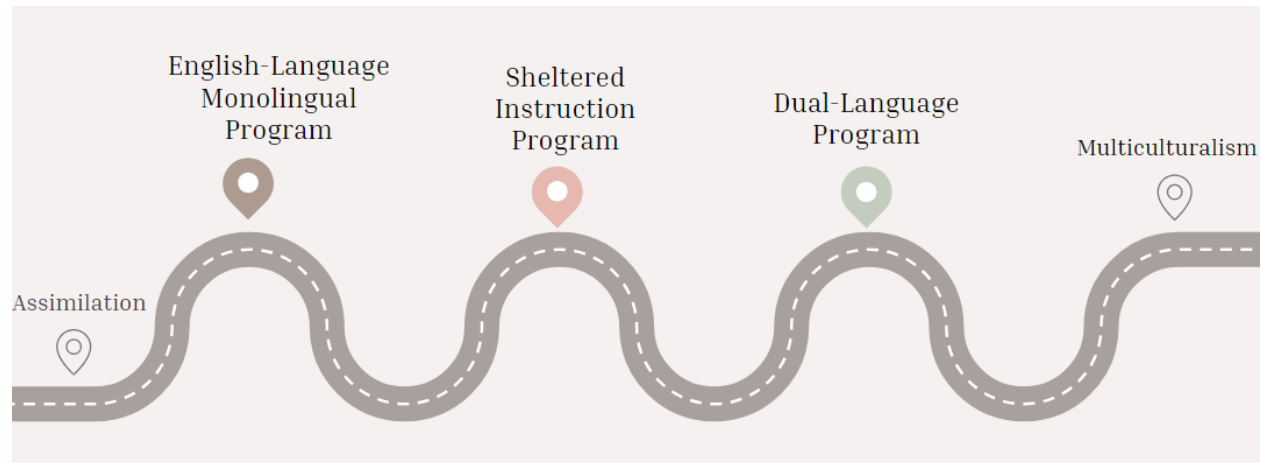 Assimilation
English-Language
Monolingual
Program
Sheltered
Instruction
Program
Dual-Language
Program
Multiculturalism